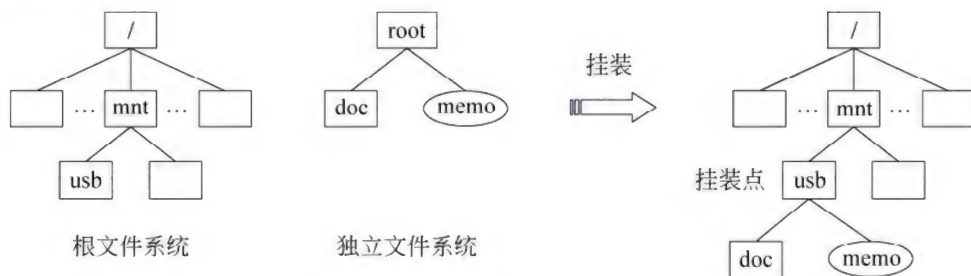 /
root
/
挂装
doc
memo
… mnt …
… mnt …
usb
挂装点
usb
根文件系统
独立文件系统
doc
memo